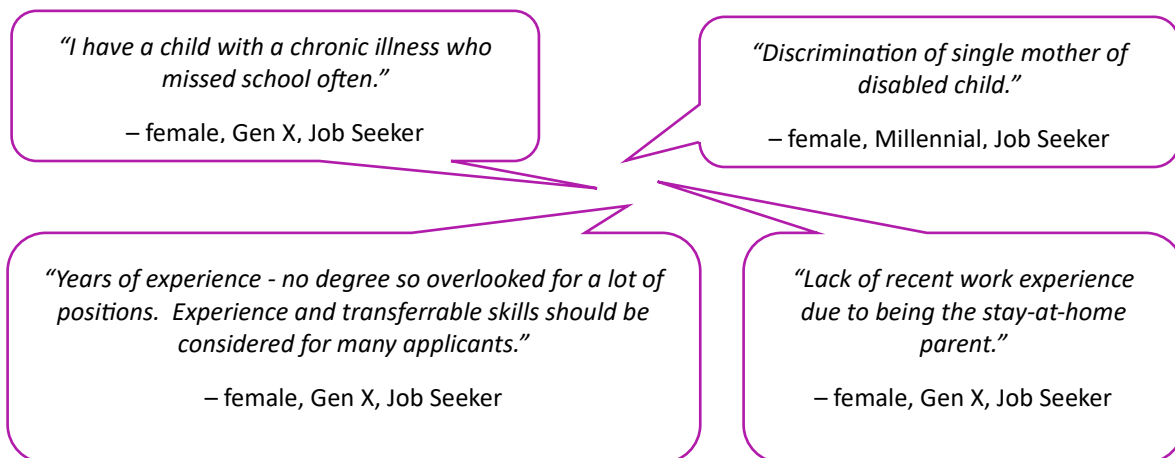 “I have a child with a chronic illness who
missed school often.”
– female, Gen X, Job Seeker
“Discrimination of single mother of
disabled child.”
– female, Millennial, Job Seeker
“Years of experience - no degree so overlooked for a lot of
positions.  Experience and transferrable skills should be
considered for many applicants.”
– female, Gen X, Job Seeker
“Lack of recent work experience
due to being the stay-at-home
parent.”
– female, Gen X, Job Seeker